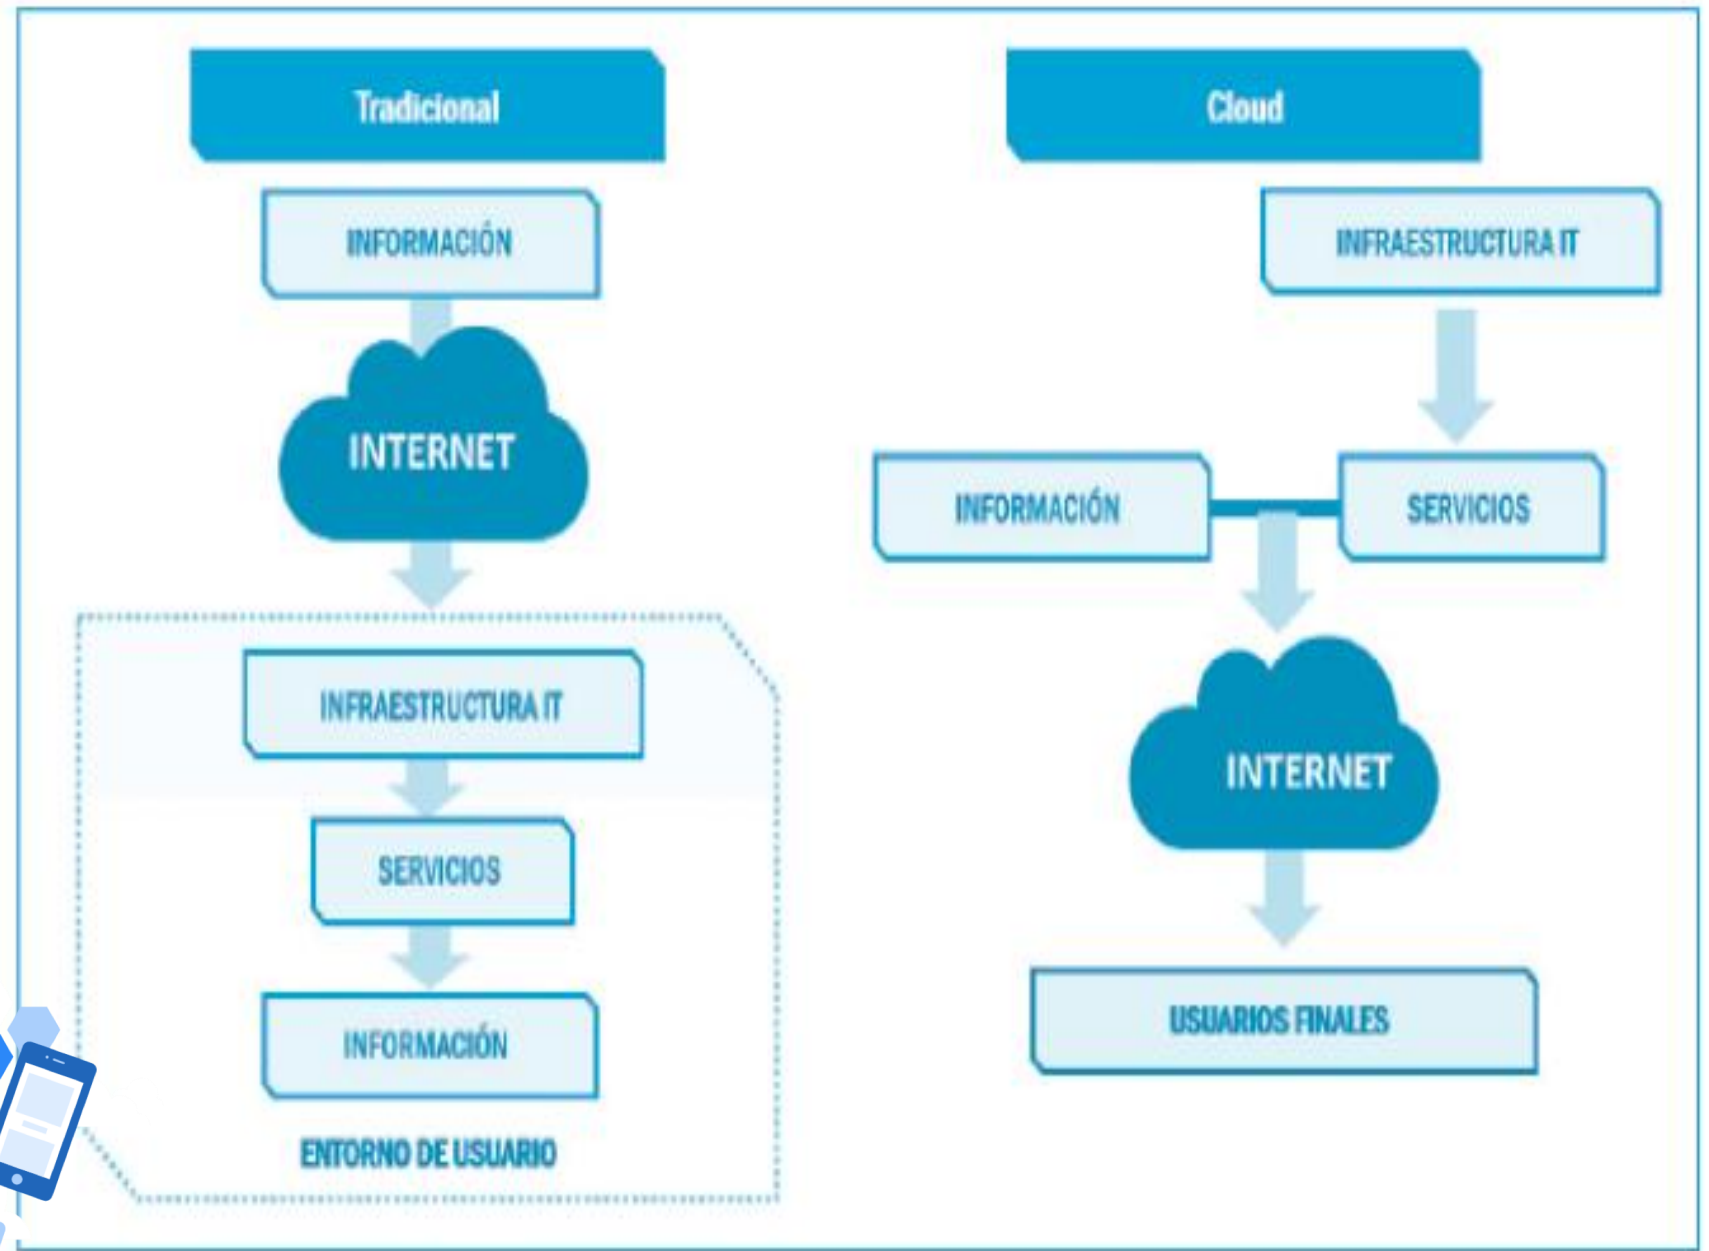 Tradicional
INFORMACIÓN
INTERNET
INFRAESTRUCTURA IT
SERVICIOS
INFORMACIÓN
ENTORNO DE USUARIO
Cloud
INFRAESTRUCTURA IT
INFORMACIÓN
SERVICIOS
INTERNET
USUARIOS FINALES